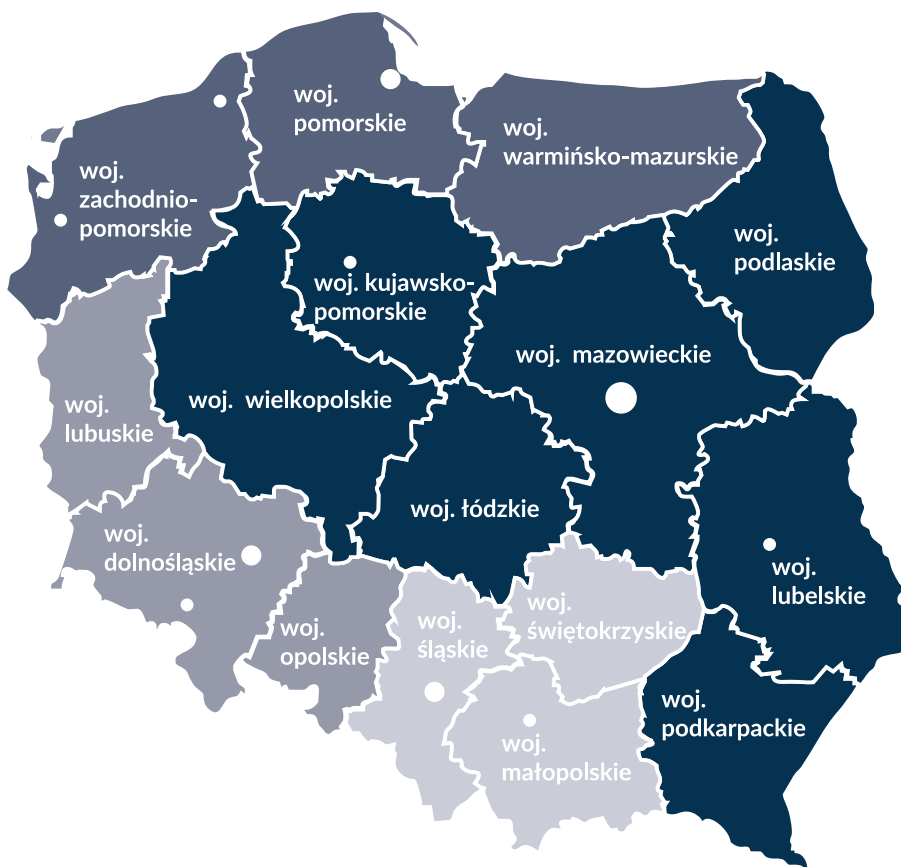 woj.
pomorskie
woj.
warmińsko-mazurskie
woj.
zachodnio-
pomorskie
woj.
podlaskie
woj. kujawsko-
pomorskie
woj.  mazowieckie
woj.  wielkopolskie
woj.
lubuskie
woj. łódzkie
woj.
dolnośląskie
woj.
lubelskie
woj.
świętokrzyskie
woj.
śląskie
woj.
opolskie
woj.
podkarpackie
woj.
małopolskie